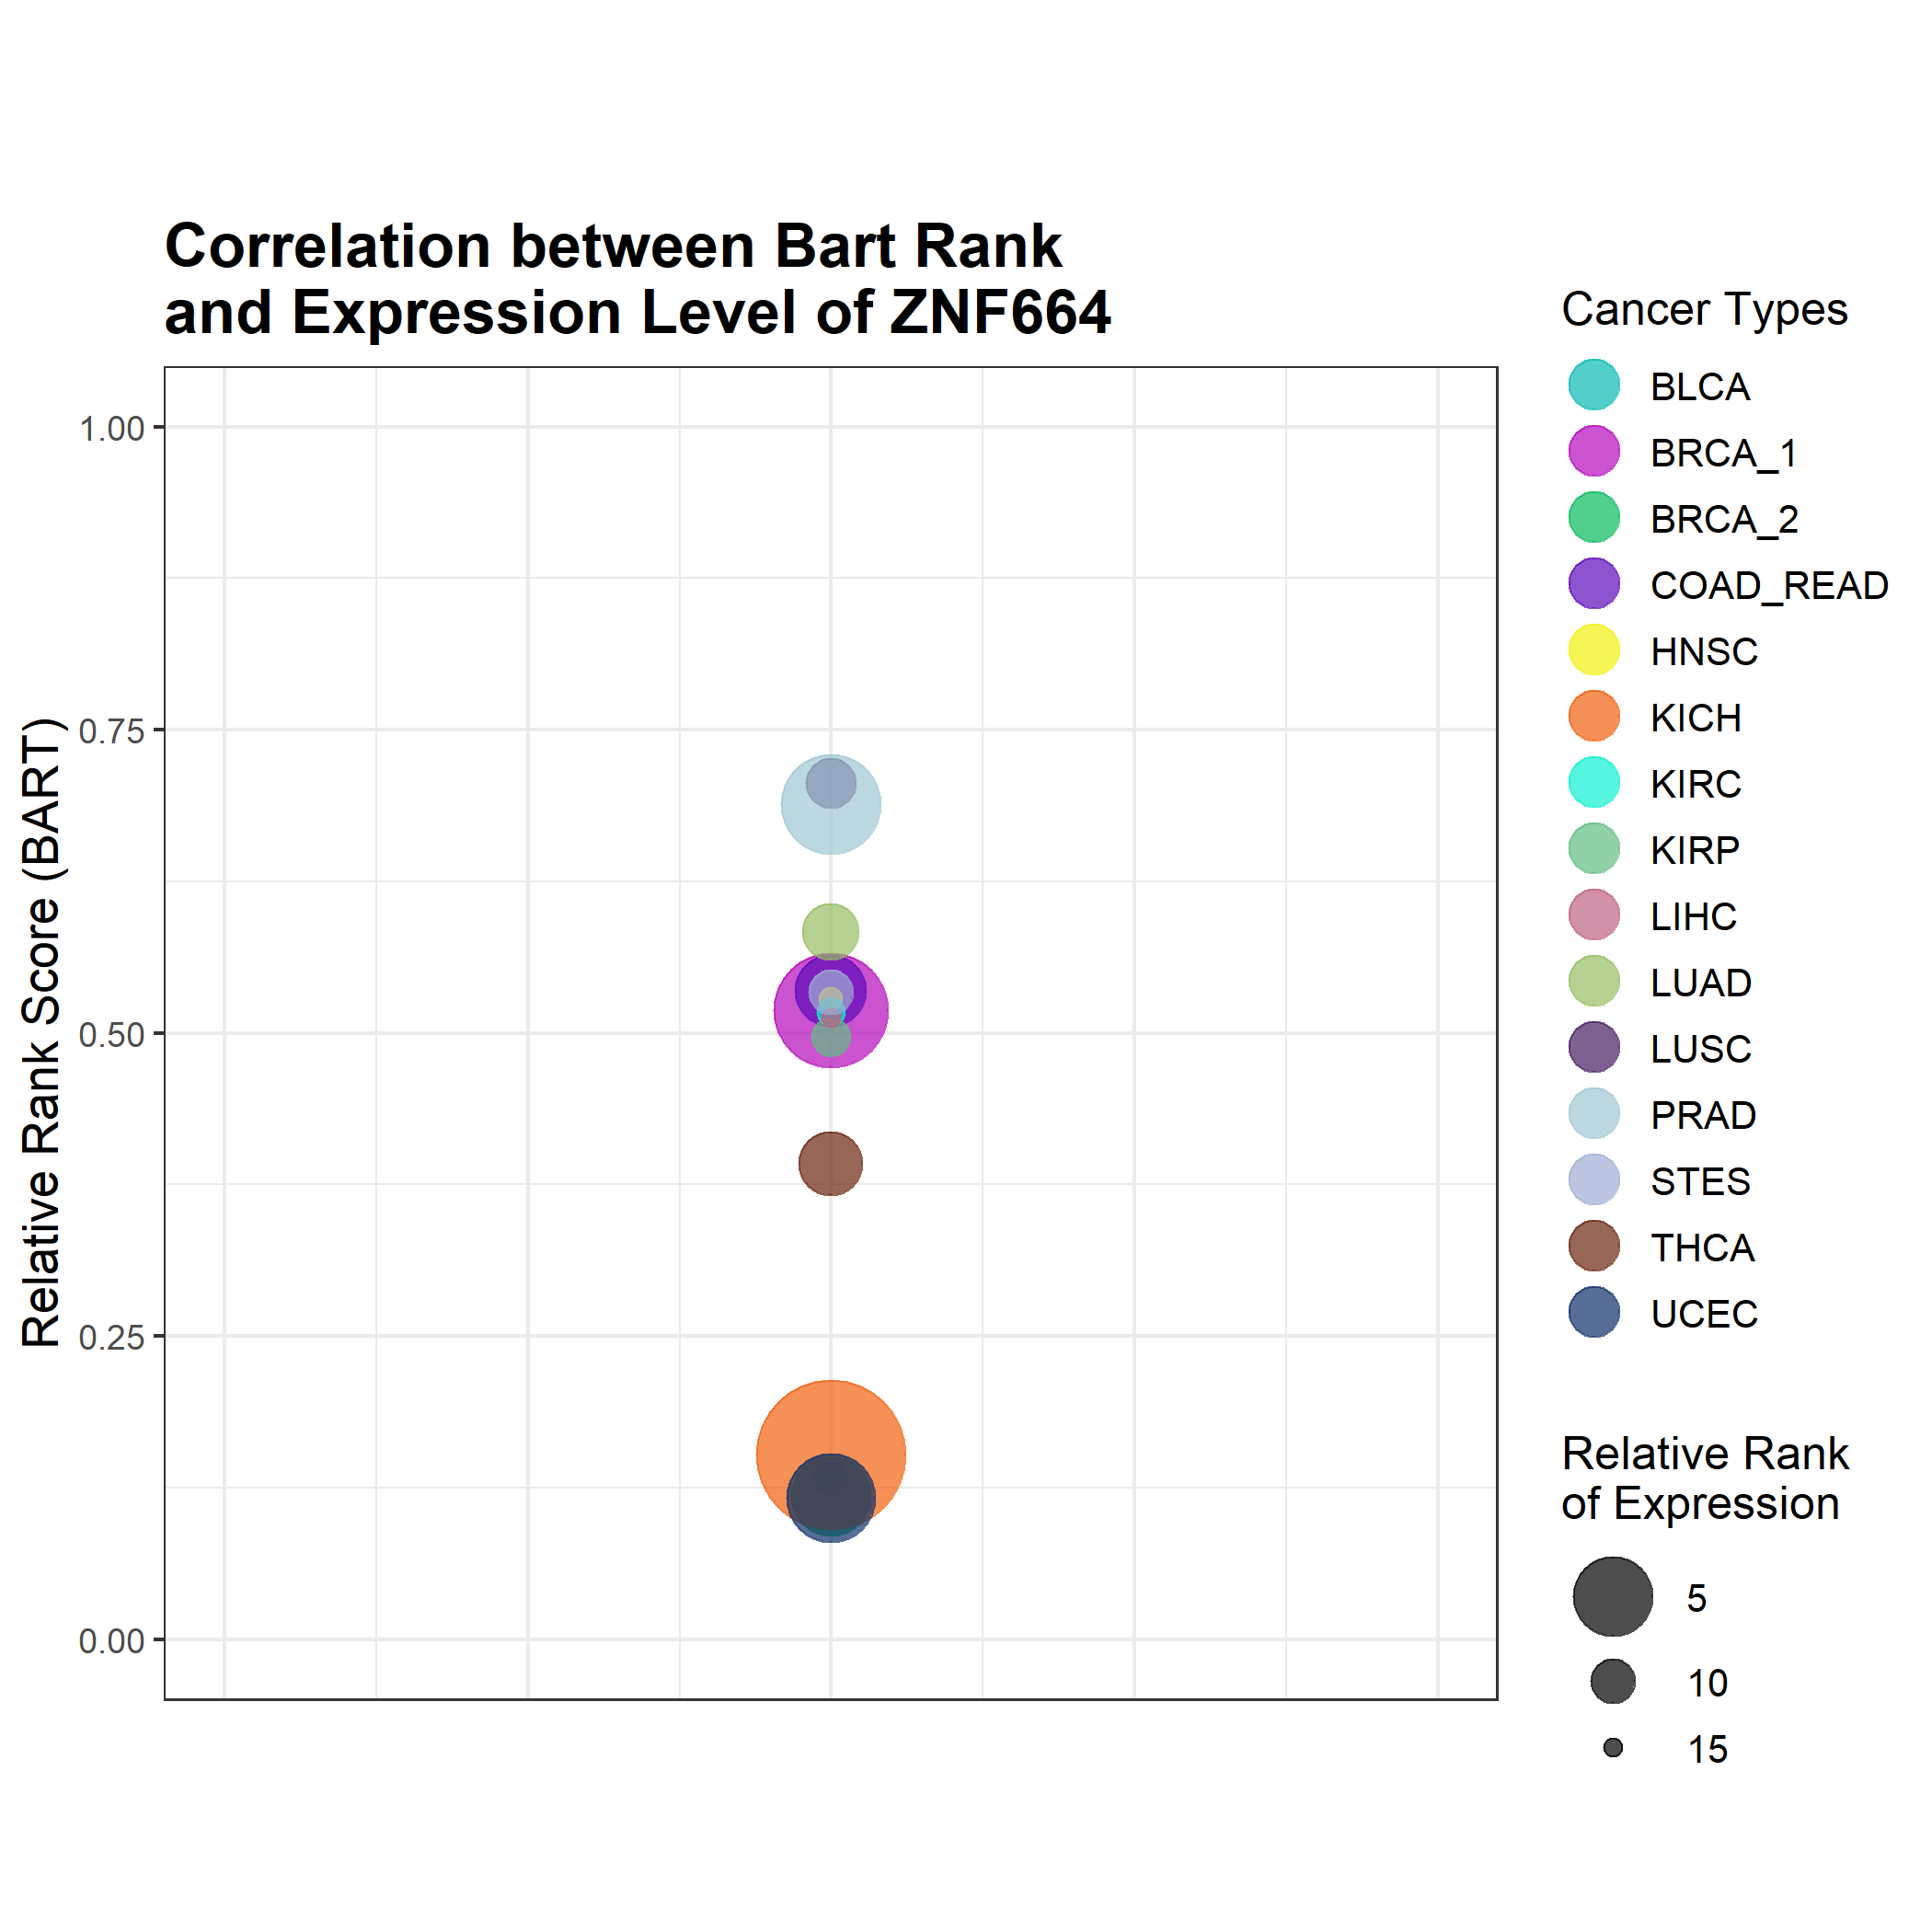 Correlation between Bart Rank
and Expression Level of ZNF664
Relative Rank Score (BART)
1.00
0.75
0.50
0.25
0.00
Cancer Types
BLCA
BRCA_1
BRCA_2
COAD_READ
HNSC
KICH
KIRC
KIRP
LIHC
LUAD
LUSC
PRAD
STES
THCA
UCEC
Relative Rank
of Expression
5
10
15